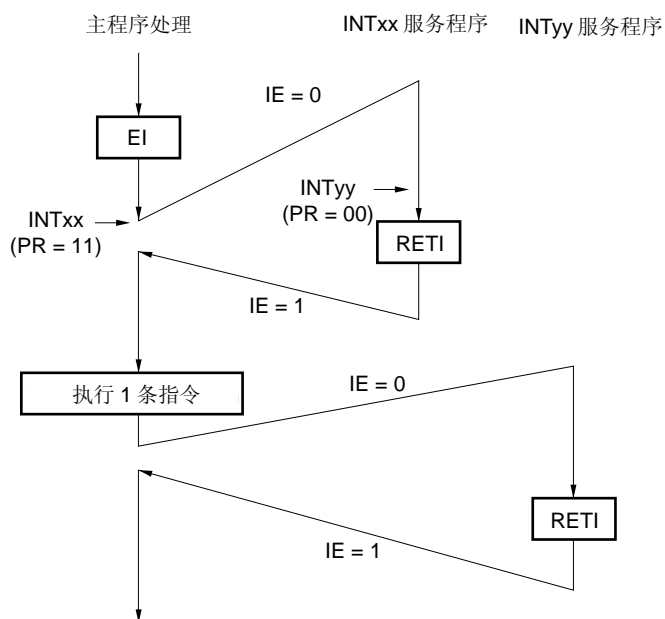 主程序处理
INTxx 服务程序
INTyy 服务程序
IE = 0
EI
INTyy
(PR = 00)
INTxx
(PR = 11)
RETI
IE = 1
执行 1 条指令
IE = 0
RETI
IE = 1